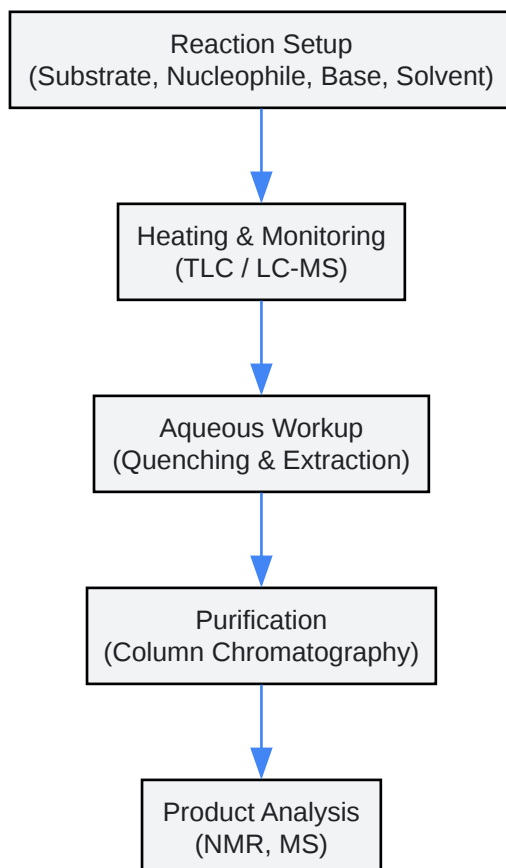 Reaction Setup
(Substrate, Nucleophile, Base, Solvent)
Heating & Monitoring
(TLC / LC-MS)
Aqueous Workup
(Quenching & Extraction)
Purification
(Column Chromatography)
Product Analysis
(NMR, MS)